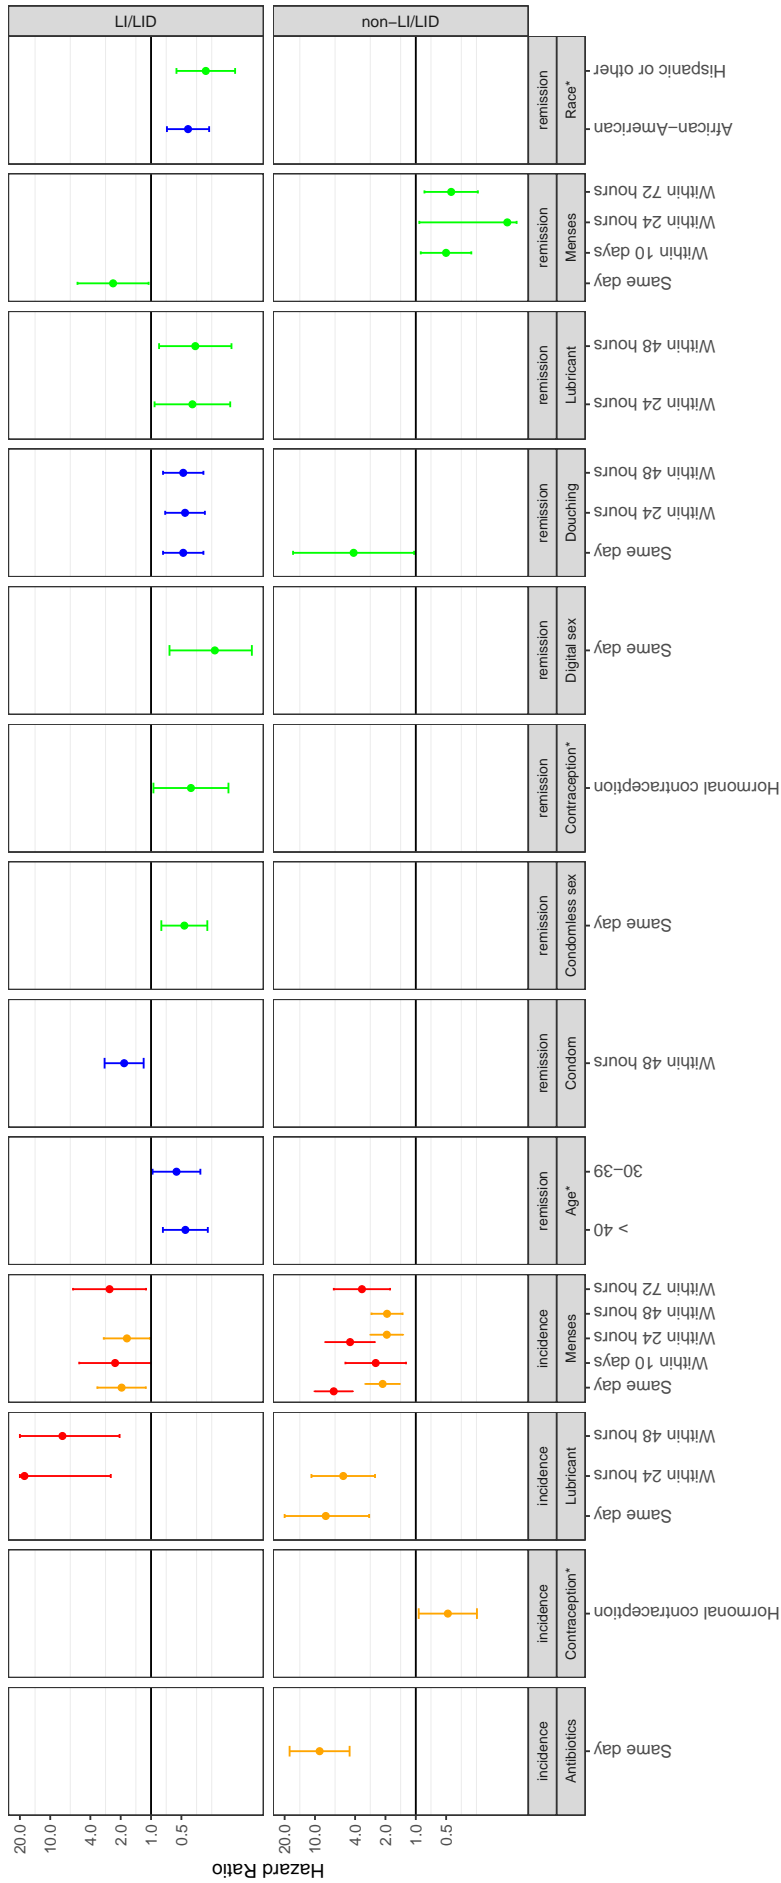 LI/LID
non−LI/LID
remission
Race*
Hispanic or other
African−American
remission
Menses
Within 72 hours
Within 24 hours
Within 10 days
Same day
remission
Lubricant
Within 48 hours
Within 24 hours
remission
Douching
Within 48 hours
Within 24 hours
Same day
remission
Digital sex
Same day
remission
Contraception*
Hormonal contraception
remission
Condomless sex
Same day
remission
Condom
Within 48 hours
remission
Age*
30−39
> 40
incidence
Menses
Within 72 hours
Within 48 hours
Within 24 hours
Within 10 days
Same day
incidence
Lubricant
Within 48 hours
Within 24 hours
Same day
incidence
Contraception*
Hormonal contraception
incidence
Antibiotics
Same day
20.0
10.0
4.0
2.0
1.0
0.5
20.0
10.0
4.0
2.0
1.0
0.5
Hazard Ratio